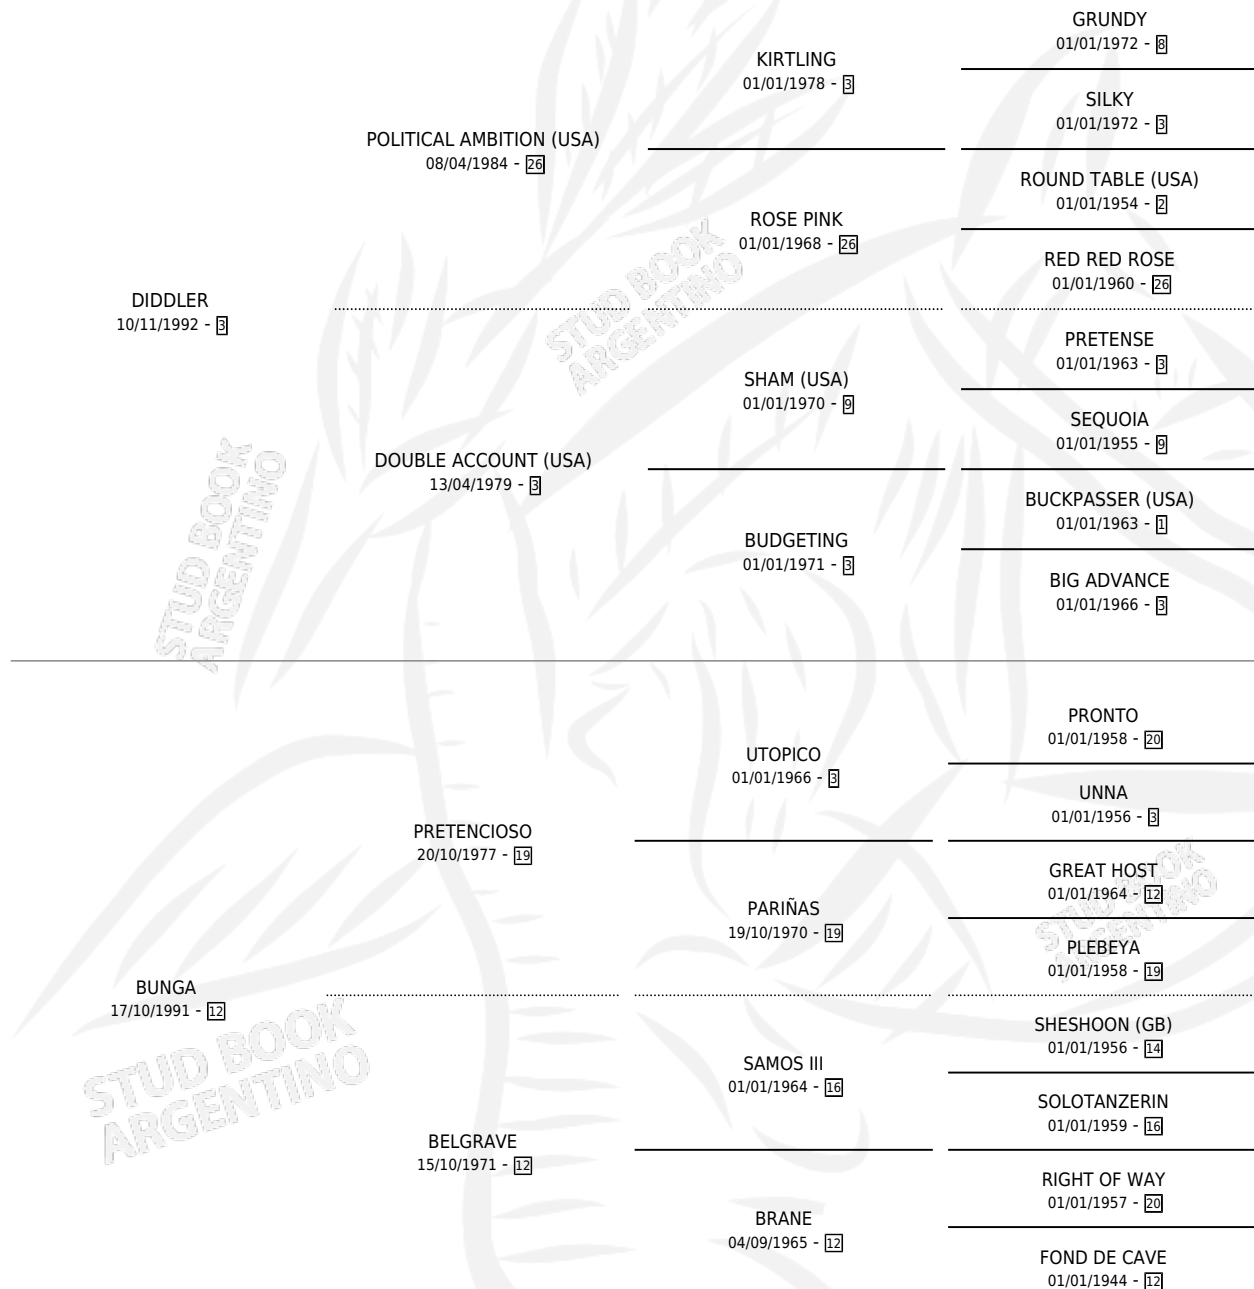 GRUNDY
01/01/1972 - 8
KIRTLING
01/01/1978 - 3
SILKY
01/01/1972 - 3
POLITICAL AMBITION (USA)
08/04/1984 - 26
ROUND TABLE (USA)
01/01/1954 - 2
ROSE PINK
01/01/1968 - 26
RED RED ROSE
01/01/1960 - 26
DIDDLER
10/11/1992 - 3
PRETENSE
01/01/1963 - 3
SHAM (USA)
01/01/1970 - 9
SEQUOIA
01/01/1955 - 9
DOUBLE ACCOUNT (USA)
13/04/1979 - 3
BUCKPASSER (USA)
01/01/1963 - 1
BUDGETING
01/01/1971 - 3
BIG ADVANCE
01/01/1966 - 3
PRONTO
01/01/1958 - 20
UTOPICO
01/01/1966 - 3
UNNA
01/01/1956 - 3
PRETENCIOSO
20/10/1977 - 19
GREAT HOST
01/01/1964 - 12
PARIÑAS
19/10/1970 - 19
PLEBEYA
01/01/1958 - 19
BUNGA
17/10/1991 - 12
SHESHOON (GB)
01/01/1956 - 14
SAMOS III
01/01/1964 - 16
SOLOTANZERIN
01/01/1959 - 16
BELGRAVE
15/10/1971 - 12
RIGHT OF WAY
01/01/1957 - 20
BRANE
04/09/1965 - 12
FOND DE CAVE
01/01/1944 - 12
STUD BOOK
ARGENTINO
STUD BOOK
ARGENTINO
STUD BOOK
ARGENTINO
STUD BOOK
ARGENTINO